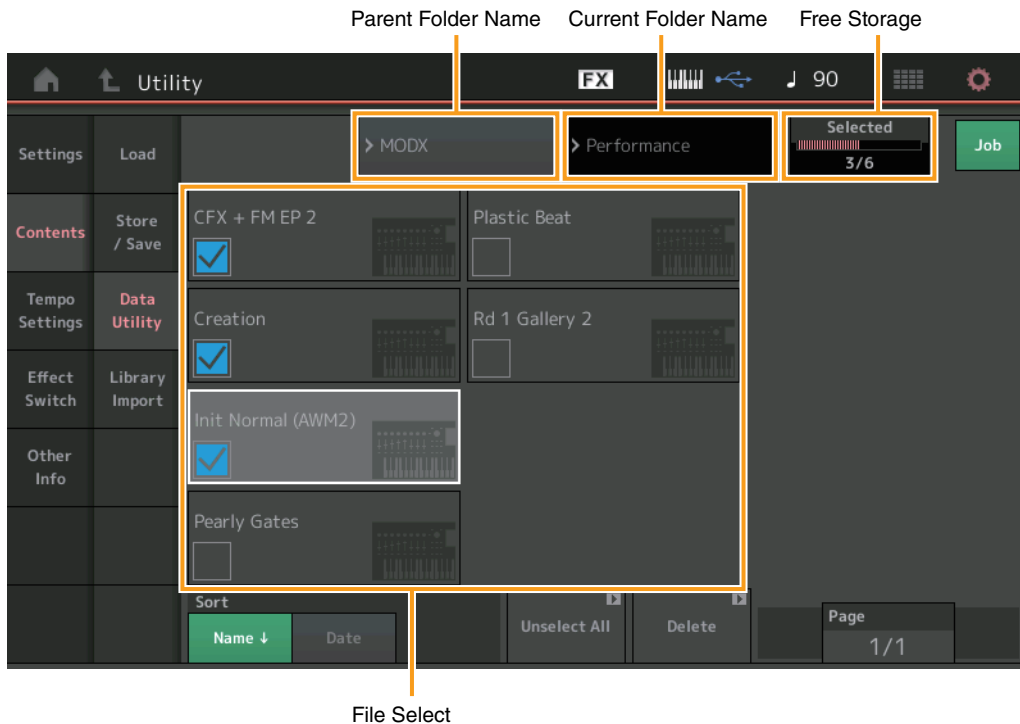 Parent Folder Name Current Folder Name Free Storage
Utility FX 90
Settings Load > MODX > Performance Selected Job
3/6
Contents Store / Save CFX + FM EP 2 Plastic Beat
Tempo Settings Data Utility Creation Rd 1 Gallery 2
Effect Switch Library Import Init Normal (AWM2)
Other Info
Pearly Gates
Sort
Name ↓ Date Unselect All Delete Page
1/1
File Select